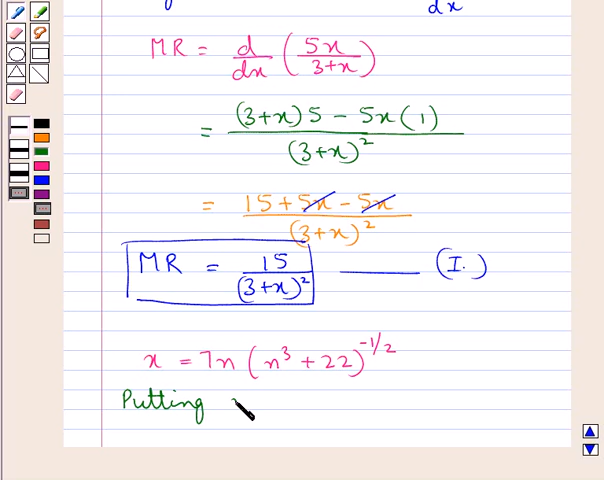 dx
MR = d/dx (5x/3+x)
= (3+x)5 - 5x(1)/(3+x)²
= 15 + 5x - 5x/(3+x)²
MR = 15/(3+x)² ——— (I.)
x = 7n (n³ + 22)^-1/2
Putting